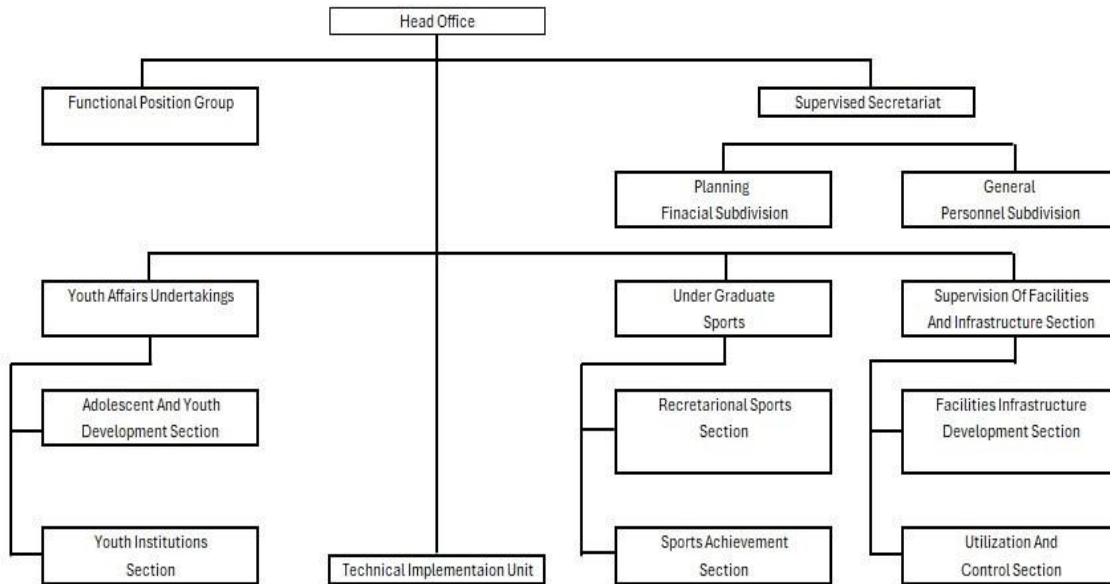 Head Office
Functional Position Group
Supervised Secretariat
Planning
Finacial Subdivision
General
Personnel Subdivision
Youth Affairs Undertakings
Under Graduate
Sports
Supervision Of Facilities
And Infrastructure Section
Adolescent And Youth
Development Section
Recretarional Sports
Section
Facilities Infrastructure
Development Section
Youth Institutions
Section
Technical Implementaion Unit
Sports Achievement
Section
Utilization And
Control Section